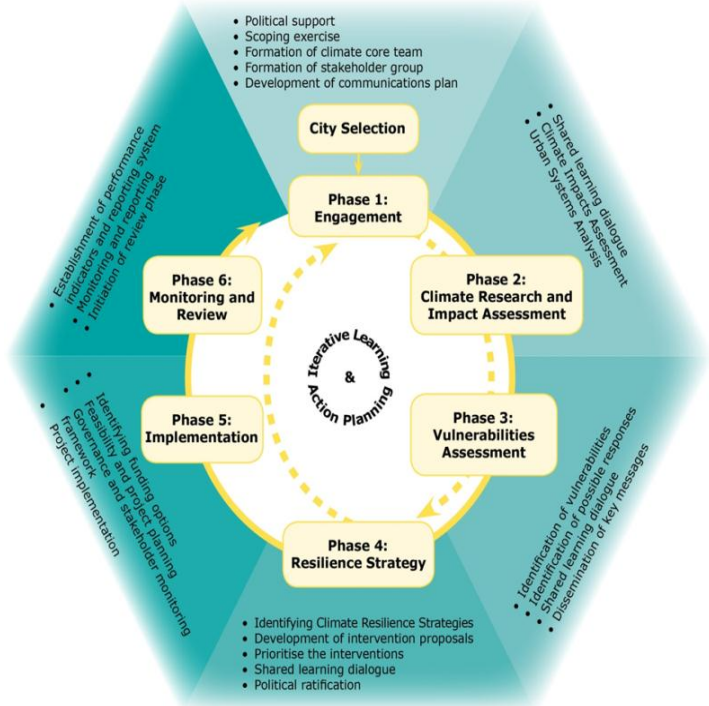 • Political support
• Scoping exercise
• Formation of climate core team
• Formation of stakeholder group
• Development of communications plan
City Selection
Phase 1:
Engagement
• Shared learning dialogue
• Climate Impacts Assessment
• Urban Systems Analysis
Phase 2:
Climate Research and
Impact Assessment
Phase 3:
Vulnerabilities
Assessment
• Identification of vulnerabilities
• Identification of possible responses
• Shared learning dialogue
• Dissemination of key messages
Phase 4:
Resilience Strategy
• Identifying Climate Resilience Strategies
• Development of intervention proposals
• Prioritise the interventions
• Shared learning dialogue
• Political ratification
Phase 5:
Implementation
• Identifying funding options
• Feasibility and project planning
• Governance and stakeholder monitoring
framework
• Project implementation
Phase 6:
Monitoring and
Review
• Establishment of performance
indicators and reporting system
• Monitoring and reporting
• Initiation of review phase
Iterative Learning
&
Action Planning